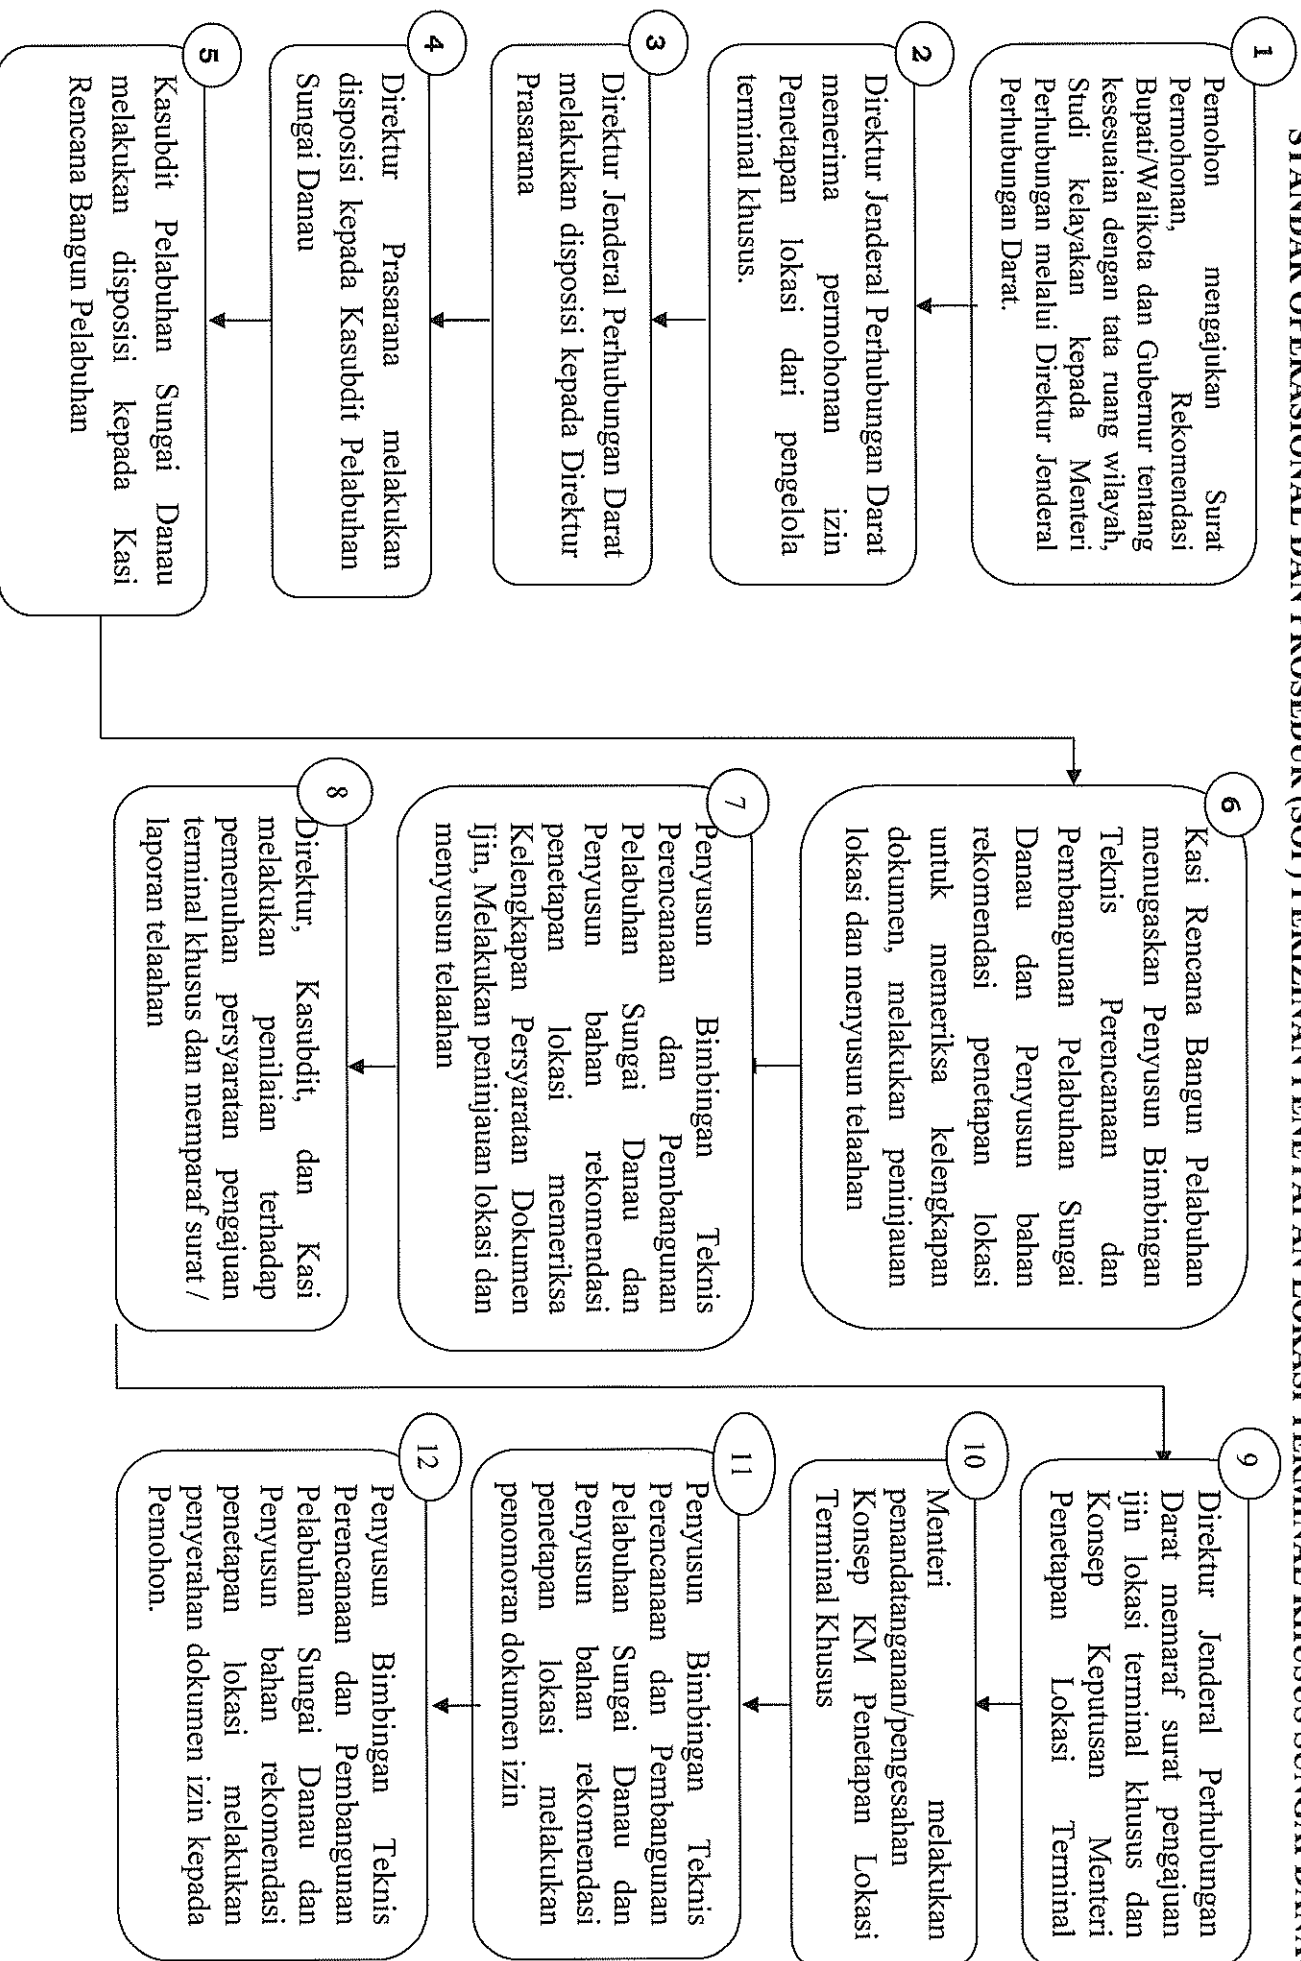 STANDAR OPERASIONAL DAN PROSEDUR (SOP) PERIZINAN PENETAPAN LOKASI TERMINAL KHUSUS SUNGAI DANAU
1
Pemohon mengajukan Surat
Permohonan, Rekomendasi
Bupati/Walikota dan Gubernur tentang
kesesuaian dengan tata ruang wilayah,
Studi kelayakan kepada Menteri
Perhubungan melalui Direktur Jenderal
Perhubungan Darat.
2
Direktur Jenderal Perhubungan Darat
menerima permohonan izin
Penetapan lokasi dari pengelola
terminal khusus.
3
Direktur Jenderal Perhubungan Darat
melakukan disposisi kepada Direktur
Prasarana
4
Direktur Prasarana melakukan
disposisi kepada Kasubdit Pelabuhan
Sungai Danau
5
Kasubdit Pelabuhan Sungai Danau
melakukan disposisi kepada Kasi
Rencana Bangun Pelabuhan
6
Kasi Rencana Bangun Pelabuhan
menugaskan Penyusun Bimbingan
Teknis Perencanaan dan
Pembangunan Pelabuhan Sungai
Danau dan Penyusun bahan
rekomendasi penetapan lokasi
untuk memeriksa kelengkapan
dokumen, melakukan peninjauan
lokasi dan menyusun telaahan
7
Penyusun Bimbingan Teknis
Perencanaan dan Pembangunan
Pelabuhan Sungai Danau dan
Penyusun bahan rekomendasi
penetapan lokasi memeriksa
Kelengkapan Persyaratan Dokumen
Ijin, Melakukan peninjauan lokasi dan
menyusun telaahan
8
Direktur, Kasubdit, dan Kasi
melakukan penilaian terhadap
pemenuhan persyaratan pengajuan
terminal khusus dan memparaf surat /
laporan telaahan
9
Direktur Jenderal Perhubungan
Darat memaraf surat pengajuan
ijin lokasi terminal khusus dan
Konsep Keputusan Menteri
Penetapan Lokasi Terminal
10
Menteri melakukan
penandatanganan/pengesahan
Konsep KM Penetapan Lokasi
Terminal Khusus
11
Penyusun Bimbingan Teknis
Perencanaan dan Pembangunan
Pelabuhan Sungai Danau dan
Penyusun bahan rekomendasi
penetapan lokasi melakukan
penomoran dokumen izin
12
Penyusun Bimbingan Teknis
Perencanaan dan Pembangunan
Pelabuhan Sungai Danau dan
Penyusun bahan rekomendasi
penetapan lokasi melakukan
penyerahan dokumen izin kepada
Pemohon.